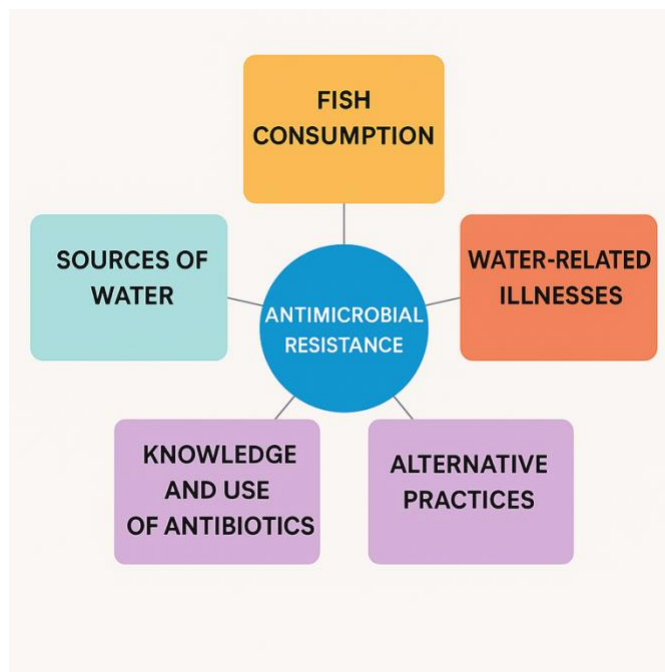 FISH
CONSUMPTION
SOURCES OF
WATER
WATER-RELATED
ILLNESSES
ANTIMICROBIAL
RESISTANCE
KNOWLEDGE
AND USE
OF ANTIBIOTICS
ALTERNATIVE
PRACTICES